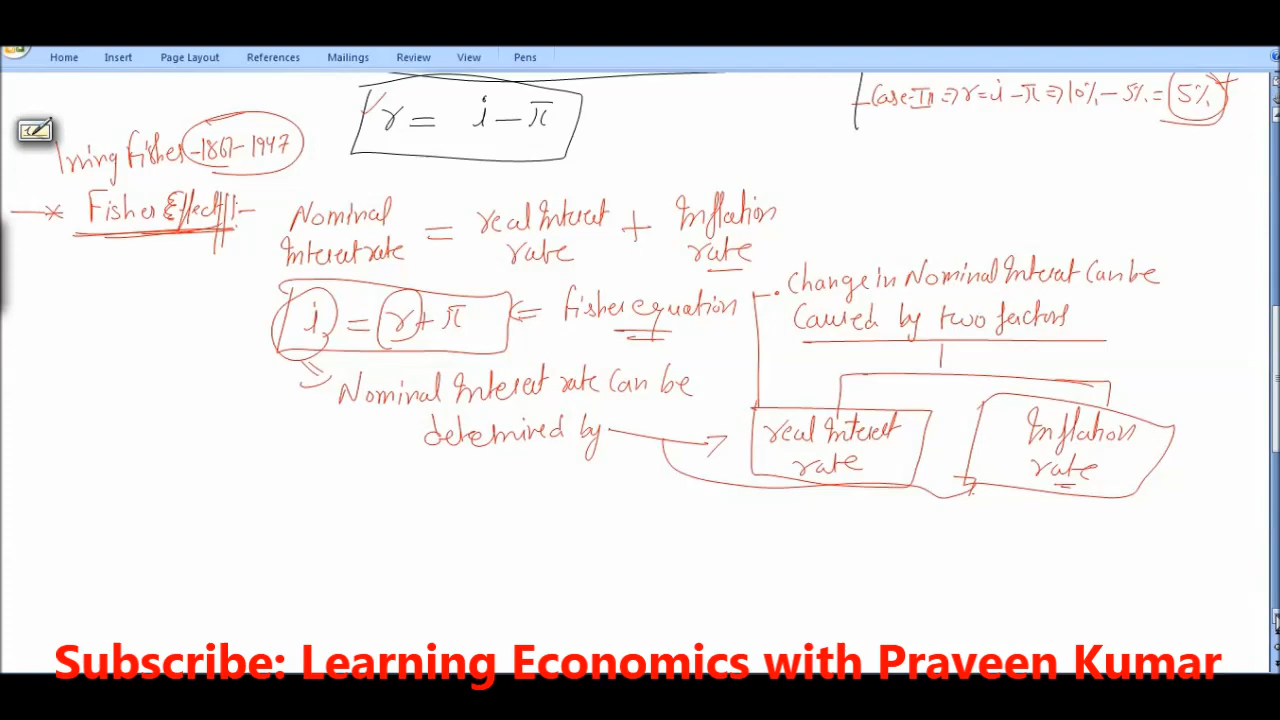 Home Insert Page Layout References Mailings Review View Pens
r = i – π
Case-III ⇒ r = i – π ⇒ 10% – 5% = 5%
Irving Fisher -1867-1947
Fisher Effect:-
Nominal Interest rate = real Interest rate + Inflation rate
i = r + π ⇐ fisher equation
Nominal Interest rate can be
determined by
Change in Nominal Interest can be
Caused by two factors
real Interest
rate
Inflation
rate
Subscribe: Learning Economics with Praveen Kumar